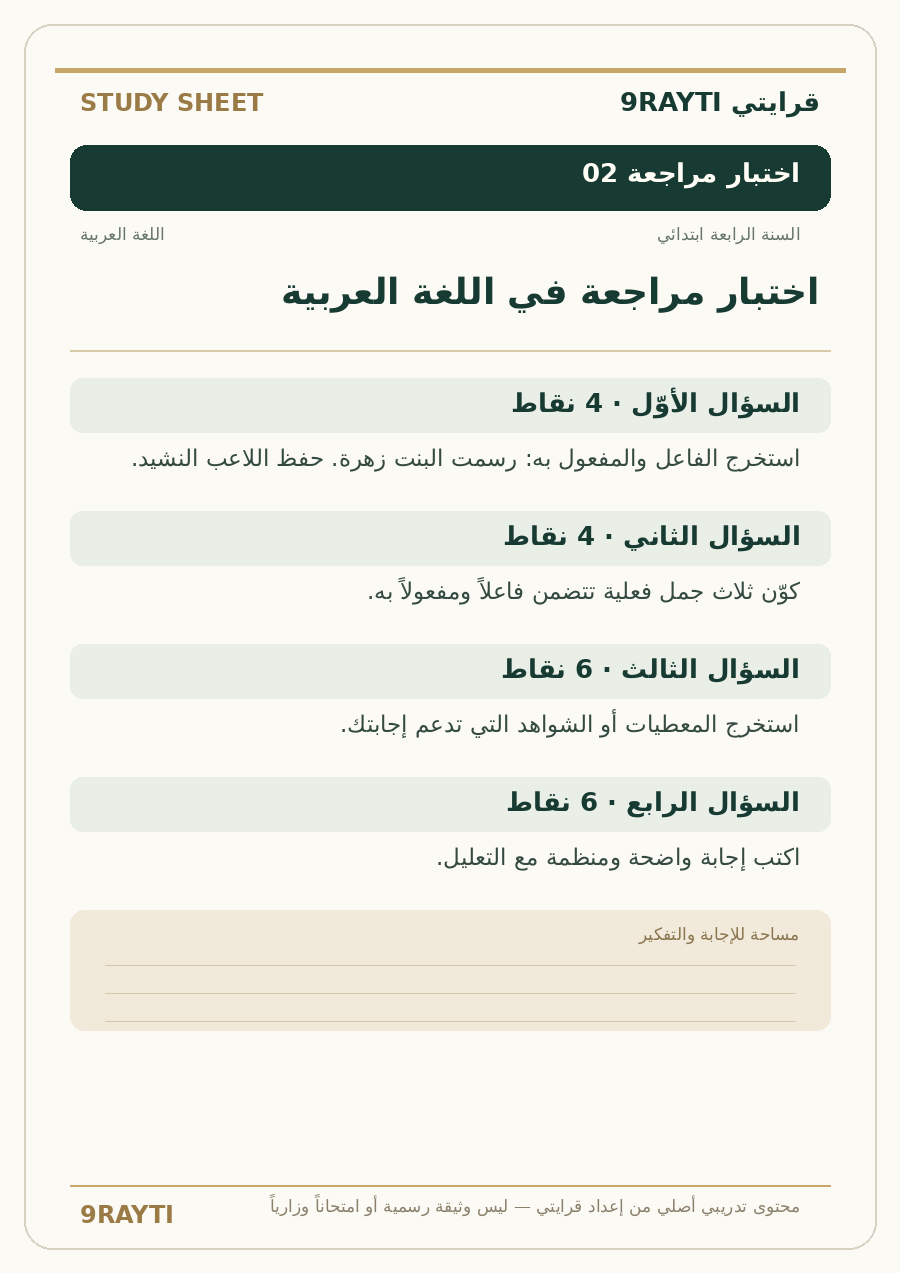 قرايتي 9RAYTI
STUDY SHEET
اختبار مراجعة 02
السنة الرابعة ابتدائي
اللغة العربية
اختبار مراجعة في اللغة العربية
السؤال الأوّل · 4 نقاط
استخرج الفاعل والمفعول به: رسمت البنت زهرة. حفظ اللاعب النشيد.
السؤال الثاني · 4 نقاط
كوّن ثلاث جمل فعلية تتضمن فاعلاً ومفعولاً به.
السؤال الثالث · 6 نقاط
استخرج المعطيات أو الشواهد التي تدعم إجابتك.
السؤال الرابع · 6 نقاط
اكتب إجابة واضحة ومنظمة مع التعليل.
مساحة للإجابة والتفكير
محتوى تدريبي أصلي من إعداد قرايتي — ليس وثيقة رسمية أو امتحاناً وزارياً
9RAYTI